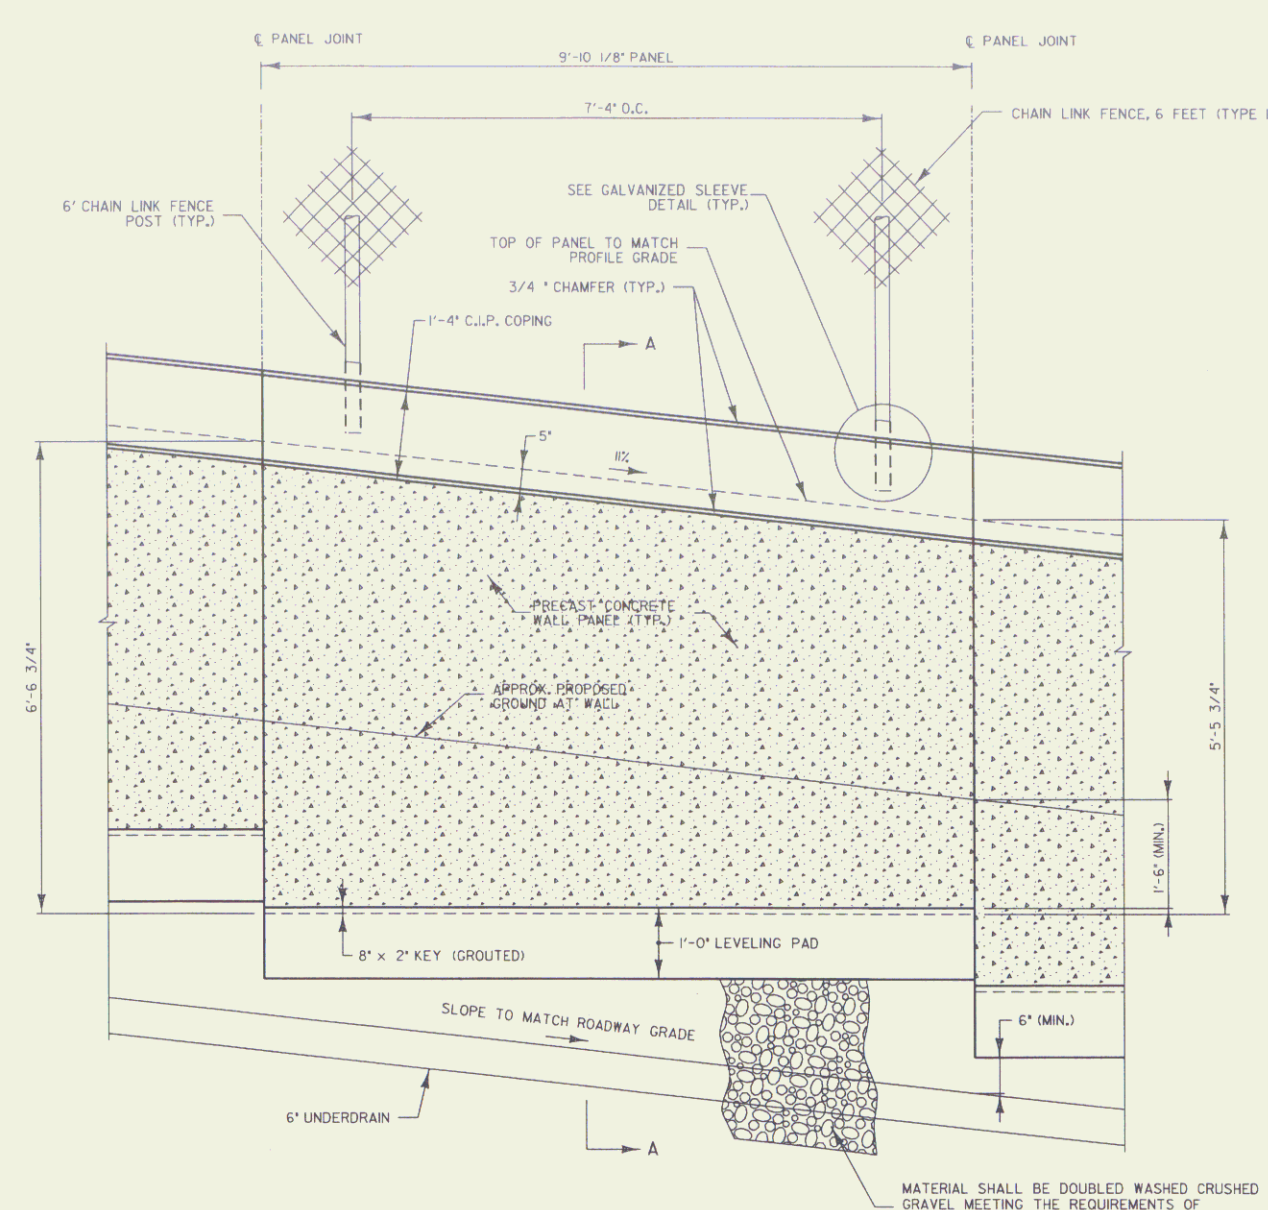 ℄ PANEL JOINT
℄ PANEL JOINT
9'-10 1/8" PANEL
7'-4" O.C.
CHAIN LINK FENCE, 6 FEET (TYPE
6' CHAIN LINK FENCE
POST (TYP.)
SEE GALVANIZED SLEEVE
DETAIL (TYP.)
TOP OF PANEL TO MATCH
PROFILE GRADE
3/4 " CHAMFER (TYP.)
1'-4" C.I.P. COPING
A
5"
11%
PRECAST CONCRETE
WALL PANEL (TYP.)
6'-6 3/4"
5'-5 3/4"
APPROX. PROPOSED
GROUND AT WALL
1'-6" (MIN.)
8" x 2" KEY (GROUTED)
1'-0" LEVELING PAD
SLOPE TO MATCH ROADWAY GRADE
6" (MIN.)
6" UNDERDRAIN
A
MATERIAL SHALL BE DOUBLED WASHED CRUSHED
GRAVEL MEETING THE REQUIREMENTS OF